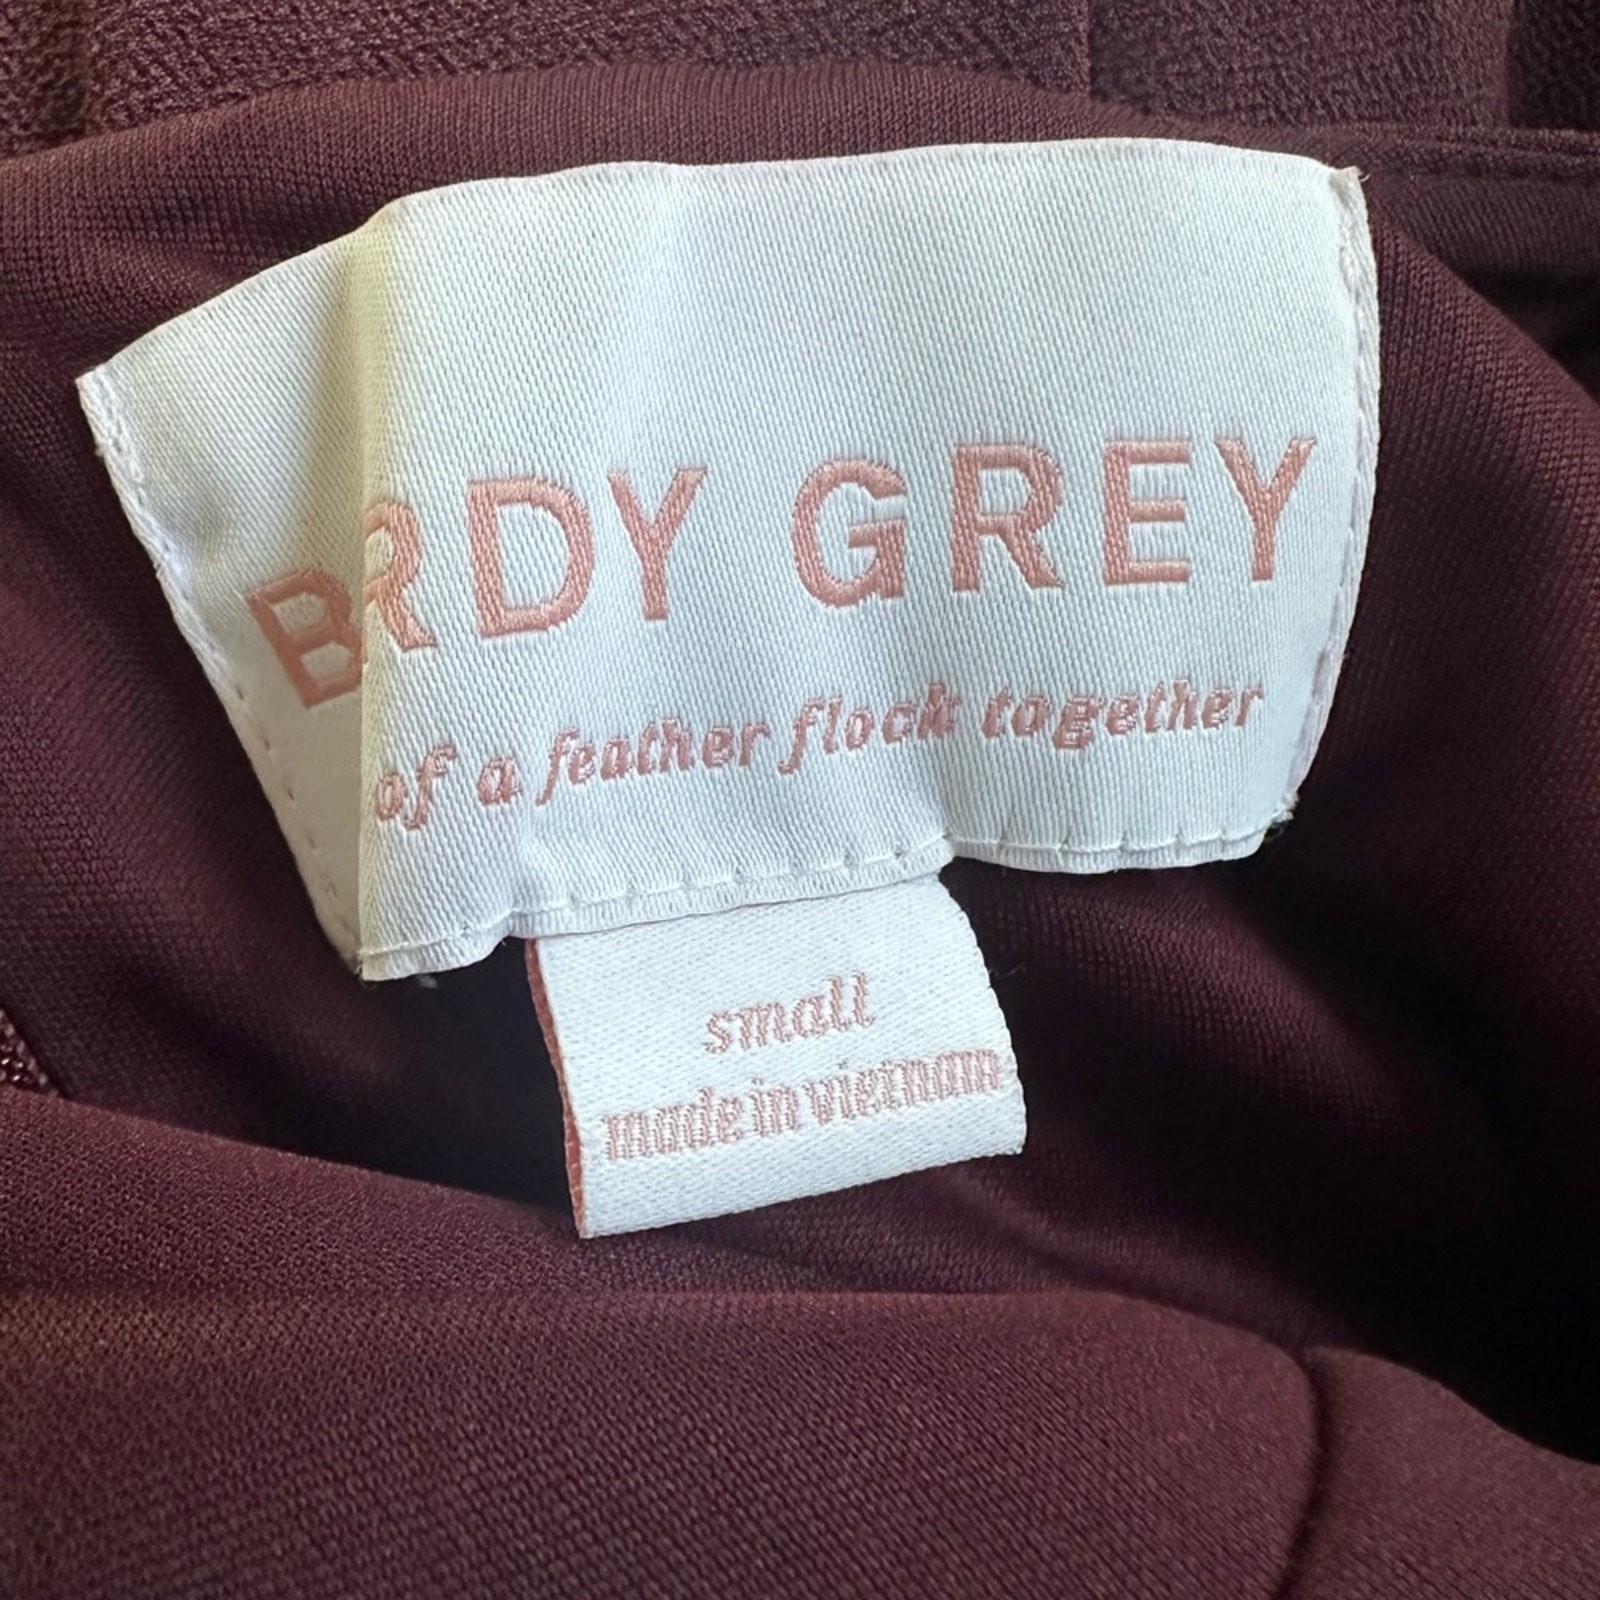 BRDY GREY
of a feather flock together
small
made in vietnam